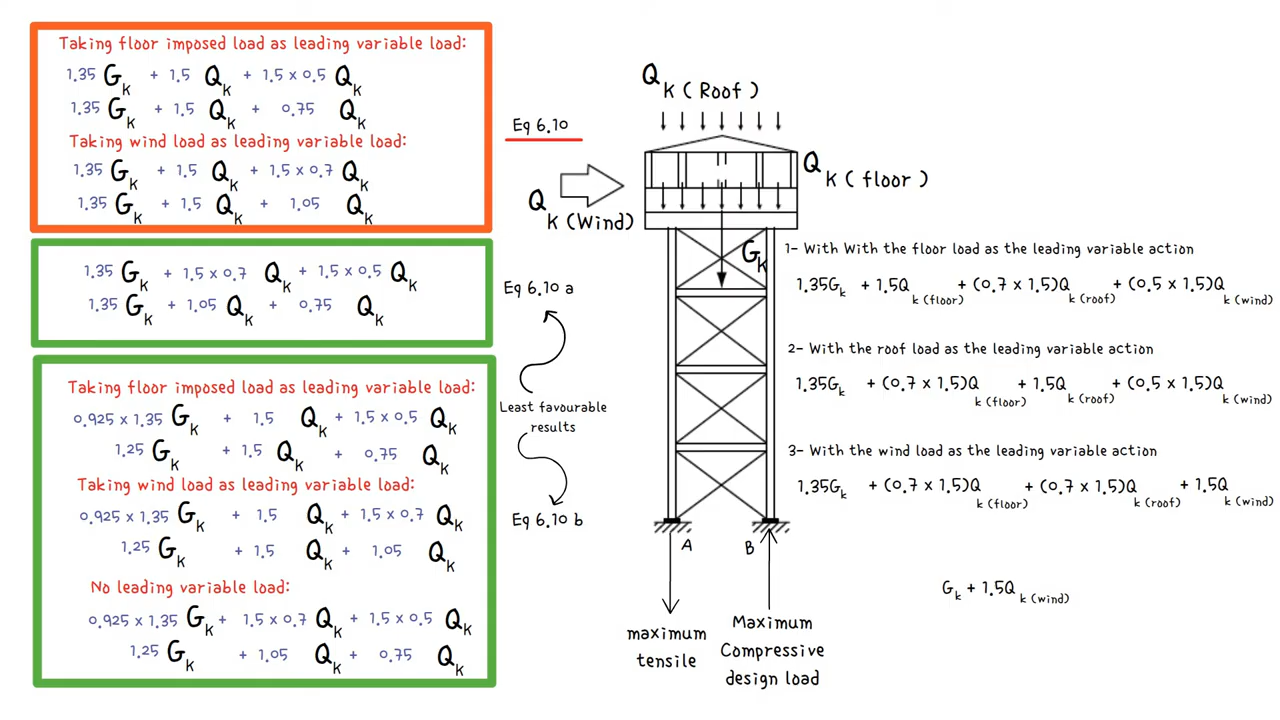 Taking floor imposed load as leading variable load:
1.35 Gk + 1.5 Qk + 1.5 x 0.5 Qk
1.35 Gk + 1.5 Qk + 0.75 Qk
Taking wind load as leading variable load:
1.35 Gk + 1.5 Qk + 1.5 x 0.7 Qk
1.35 Gk + 1.5 Qk + 1.05 Qk
Eq 6.10
1.35 Gk + 1.5 x 0.7 Qk + 1.5 x 0.5 Qk
1.35 Gk + 1.05 Qk + 0.75 Qk
Eq 6.10 a
Least favourable
results
Eq 6.10 b
Taking floor imposed load as leading variable load:
0.925 x 1.35 Gk + 1.5 Qk + 1.5 x 0.5 Qk
1.25 Gk + 1.5 Qk + 0.75 Qk
Taking wind load as leading variable load:
0.925 x 1.35 Gk + 1.5 Qk + 1.5 x 0.7 Qk
1.25 Gk + 1.5 Qk + 1.05 Qk
No leading variable load:
0.925 x 1.35 Gk + 1.5 x 0.7 Qk + 1.5 x 0.5 Qk
1.25 Gk + 1.05 Qk + 0.75 Qk
Qk (Roof)
Qk (floor)
Qk (Wind)
Gk
A
B
maximum
tensile
Maximum
Compressive
design load
1- With With the floor load as the leading variable action
1.35Gk + 1.5Qk (floor) + (0.7 x 1.5)Qk (roof) + (0.5 x 1.5)Qk (wind)
2- With the roof load as the leading variable action
1.35Gk + (0.7 x 1.5)Qk (floor) + 1.5Qk (roof) + (0.5 x 1.5)Qk (wind)
3- With the wind load as the leading variable action
1.35Gk + (0.7 x 1.5)Qk (floor) + (0.7 x 1.5)Qk (roof) + 1.5Qk (wind)
Gk + 1.5Qk (wind)